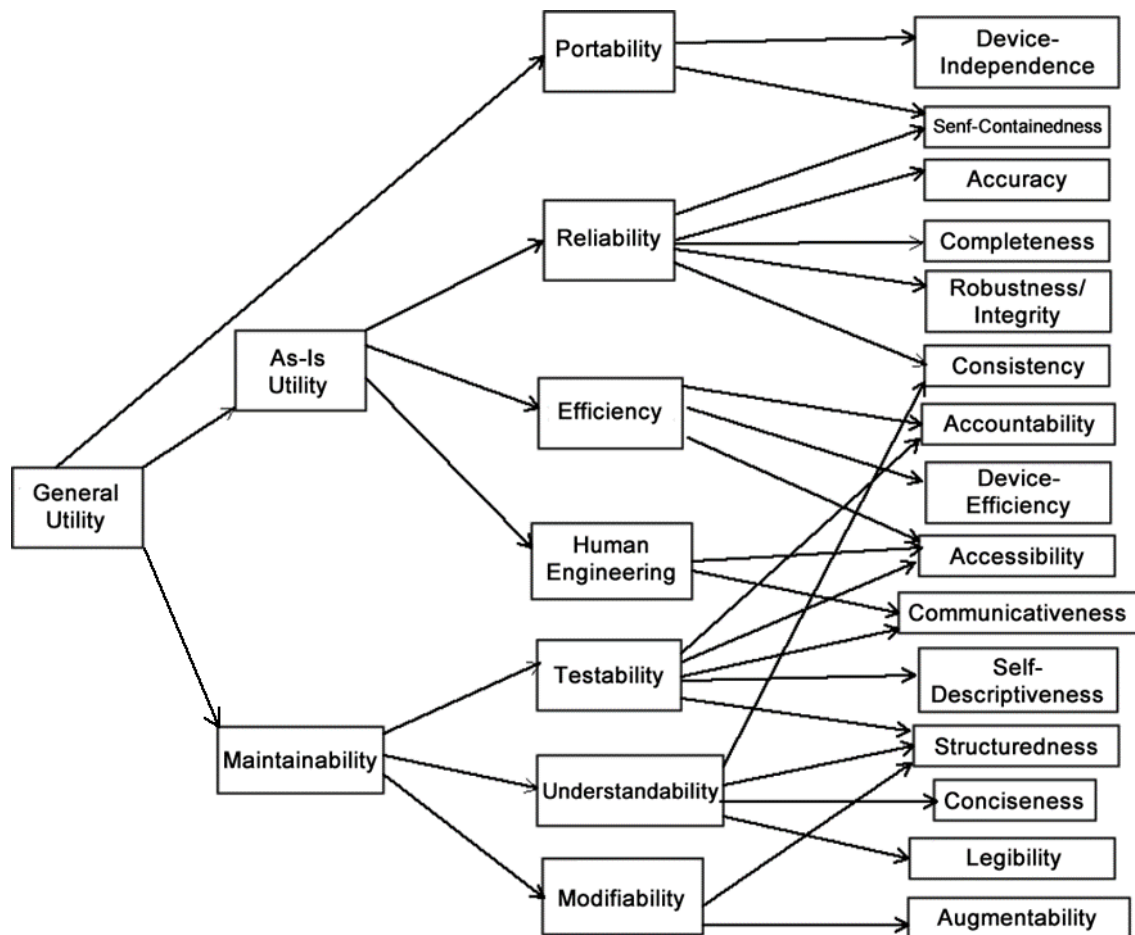 General
Utility
As-Is
Utility
Maintainability
Portability
Reliability
Efficiency
Human
Engineering
Testability
Understandability
Modifiability
Device-
Independence
Senf-Containedness
Accuracy
Completeness
Robustness/
Integrity
Consistency
Accountability
Device-
Efficiency
Accessibility
Communicativeness
Self-
Descriptiveness
Structuredness
Conciseness
Legibility
Augmentability